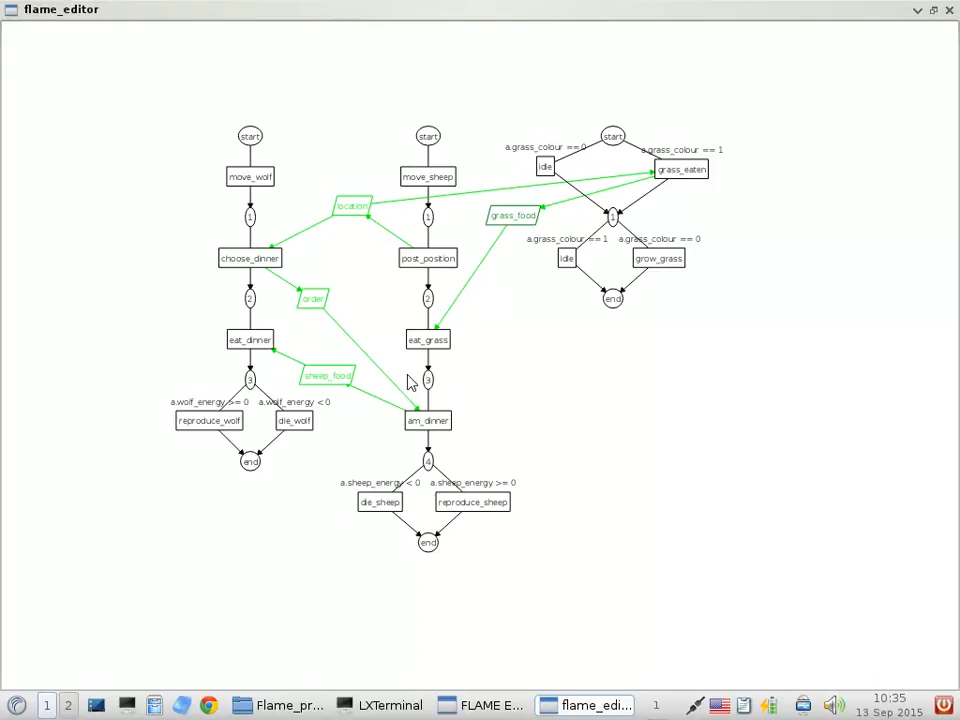 flame_editor
start
start
start
a.grass_colour == 0
a.grass_colour == 1
idle
grass_eaten
move_wolf
move_sheep
location
grass_food
1
1
1
a.grass_colour == 1
a.grass_colour == 0
choose_dinner
post_position
idle
grow_grass
2
order
2
end
eat_dinner
eat_grass
3
sheep_food
3
a.wolf_energy >= 0
a.wolf_energy < 0
reproduce_wolf
die_wolf
am_dinner
end
4
a.sheep_energy < 0
a.sheep_energy >= 0
die_sheep
reproduce_sheep
end
1
2
Flame_pr...
LXTerminal
FLAME E...
flame_edi...
1
10:35
13 Sep 2015